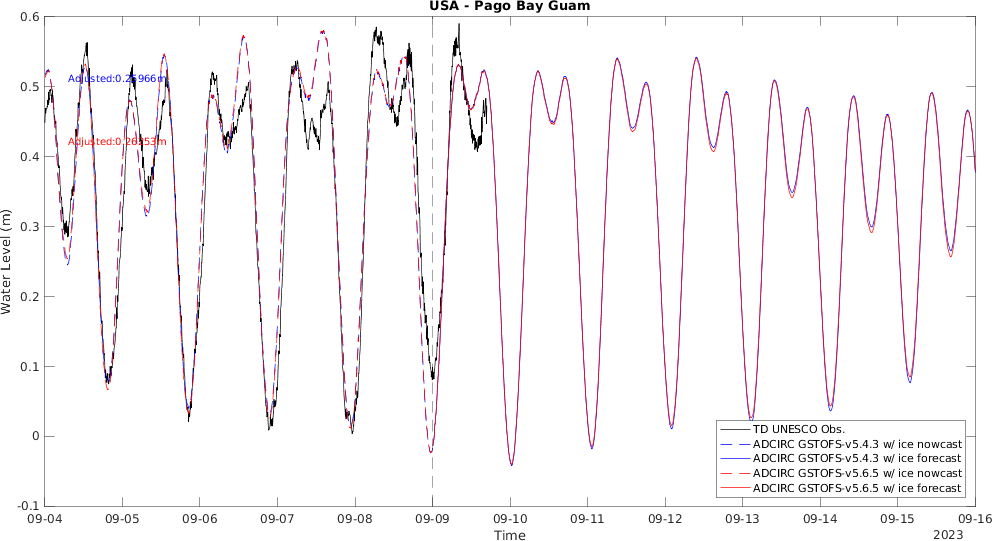 USA - Pago Bay Guam
0.6
0.5
0.4
0.3
0.2
0.1
0
-0.1
Water Level (m)
Adjusted:0.25966m
09-04
09-05
09-06
09-07
09-08
09-09
09-10
09-11
09-12
09-13
09-14
09-15
09-16
Time
2023
TD UNESCO Obs.
ADCIRC GSTOFS-v5.4.3 w/ ice nowcast
ADCIRC GSTOFS-v5.4.3 w/ ice forecast
ADCIRC GSTOFS-v5.6.5 w/ ice nowcast
ADCIRC GSTOFS-v5.6.5 w/ ice forecast